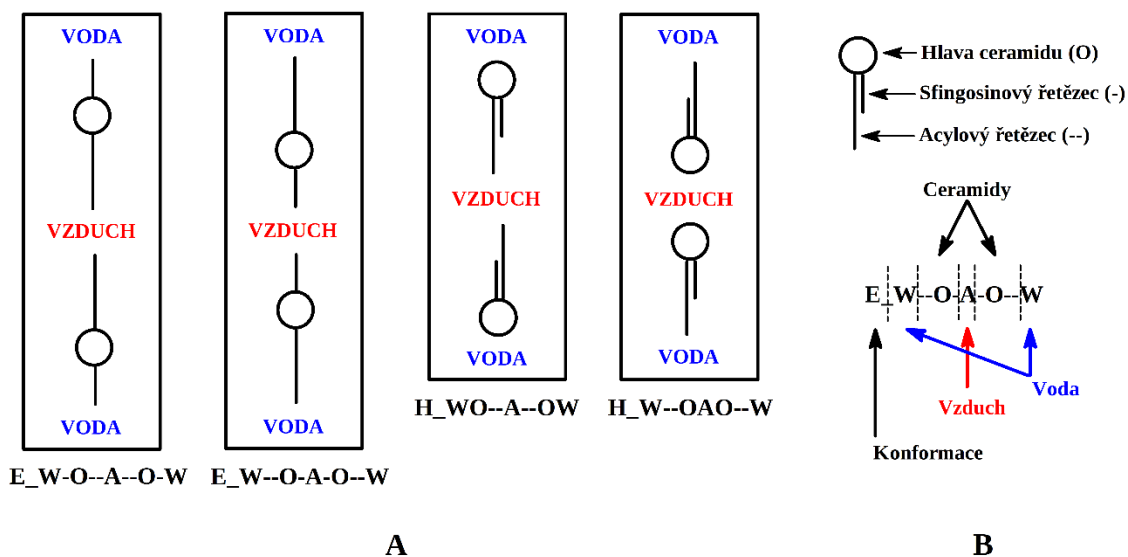 VODA
VZDUCH
VODA
E_W-O--A--O-W
VODA
VZDUCH
VODA
E_W--O-A-O--W
VODA
VZDUCH
VODA
H_WO--A--OW
VODA
VZDUCH
VODA
H_W--OAO--W
A
Hlava ceramidu (O)
Sfingosinový řetězec (-)
Acylový řetězec (--)
Ceramidy
E_W--O-A-O--W
Voda
Vzduch
Konformace
B